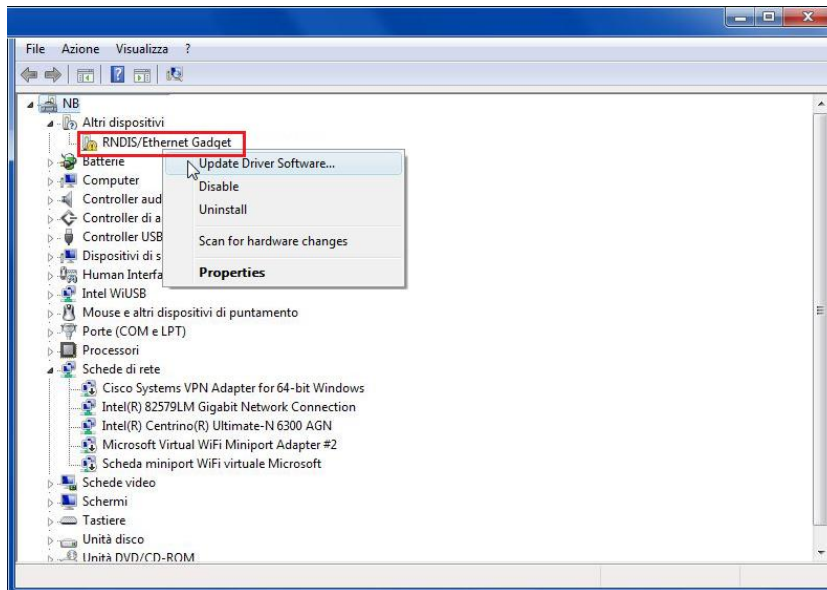 File Azione Visualizza ?
NB
Altri dispositivi
RNDIS/Ethernet Gadget
Batterie
Update Driver Software...
Computer
Disable
Controller aud
Controller di a
Uninstall
Controller USB
Scan for hardware changes
Dispositivi di s
Human Interfa
Properties
Intel WiUSB
Mouse e altri dispositivi di puntamento
Porte (COM e LPT)
Processori
Schede di rete
Cisco Systems VPN Adapter for 64-bit Windows
Intel(R) 82579LM Gigabit Network Connection
Intel(R) Centrino(R) Ultimate-N 6300 AGN
Microsoft Virtual WiFi Miniport Adapter #2
Scheda miniport WiFi virtuale Microsoft
Schede video
Schermi
Tastiere
Unità disco
Unità DVD/CD-ROM